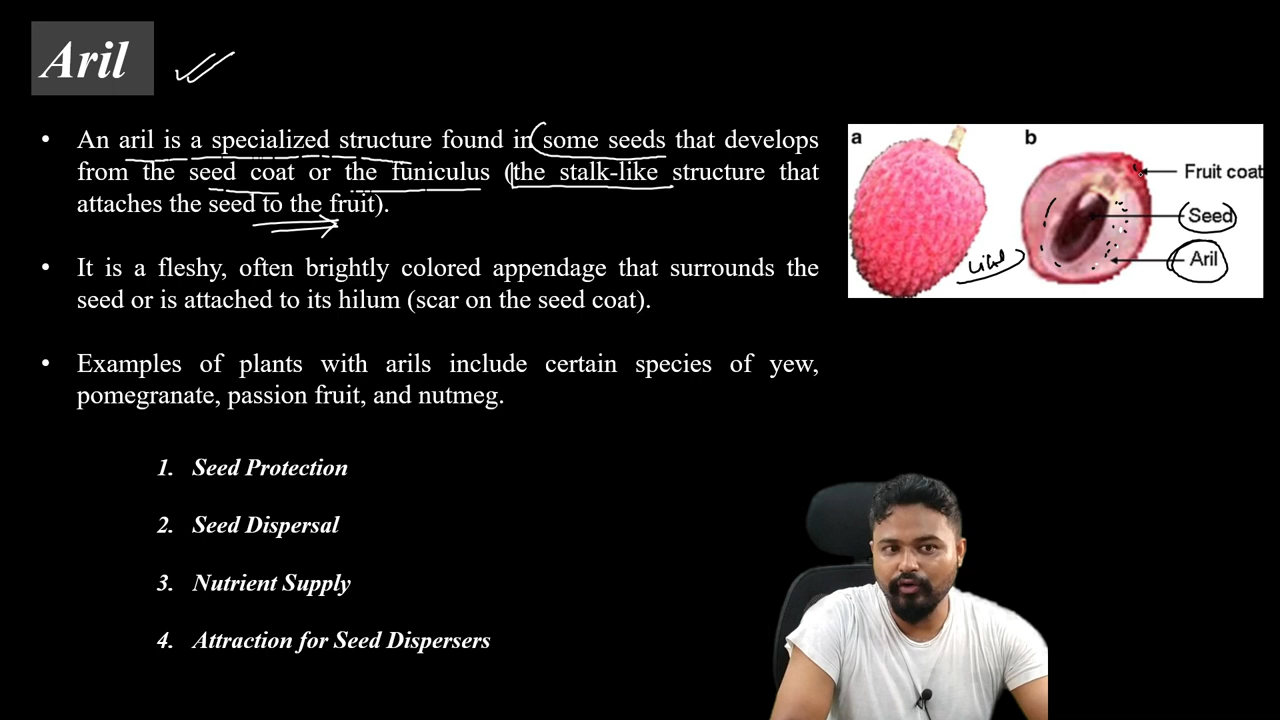 Aril
• An aril is a specialized structure found in some seeds that develops
from the seed coat or the funiculus (the stalk-like structure that
attaches the seed to the fruit).
• It is a fleshy, often brightly colored appendage that surrounds the
seed or is attached to its hilum (scar on the seed coat).
• Examples of plants with arils include certain species of yew,
pomegranate, passion fruit, and nutmeg.
1. Seed Protection
2. Seed Dispersal
3. Nutrient Supply
4. Attraction for Seed Dispersers
a
b
Fruit coat
Seed
Aril